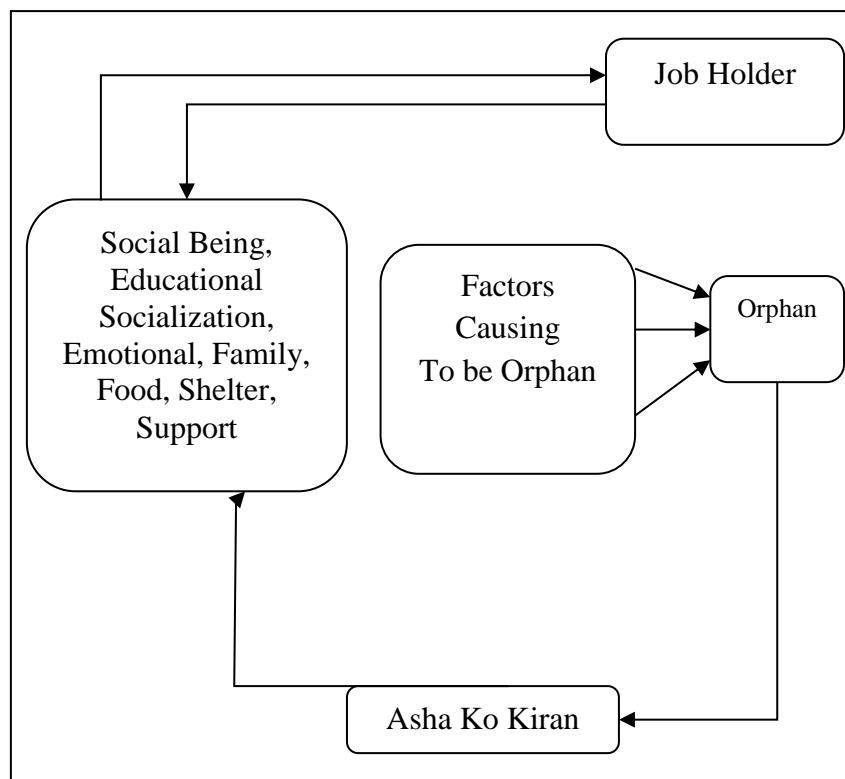 Job Holder
Social Being,
Educational
Socialization,
Emotional, Family,
Food, Shelter,
Support
Factors
Causing
To be Orphan
Orphan
Asha Ko Kiran